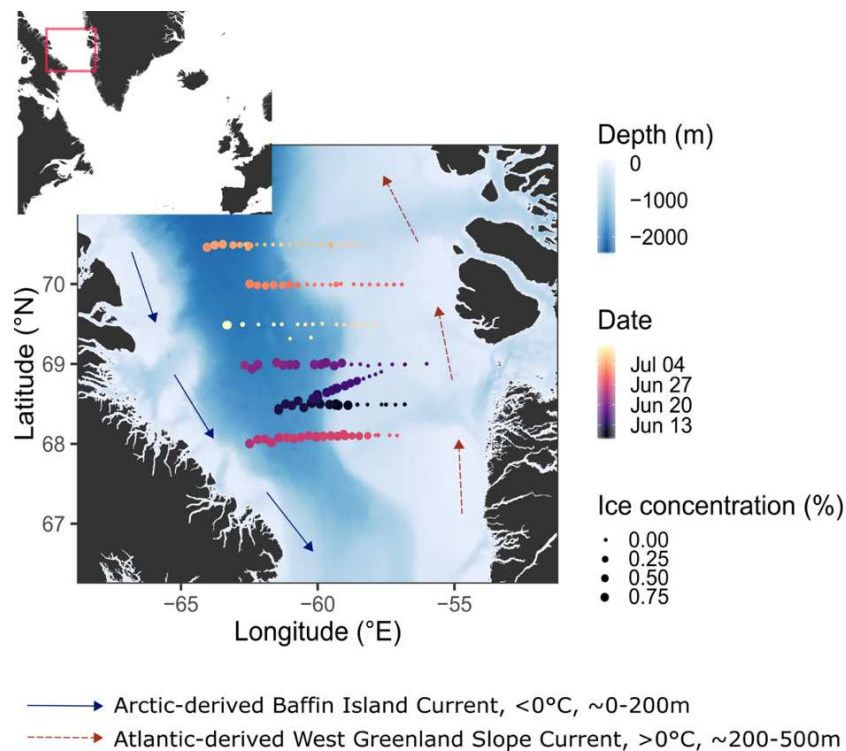 Depth (m)
0
−1000
−2000
Date
Jul 04
Jun 27
Jun 20
Jun 13
Ice concentration (%)
0.00
0.25
0.50
0.75
Latitude (°N)
70
69
68
67
−65
−60
−55
Longitude (°E)
Arctic-derived Baffin Island Current, <0°C, ~0-200m
Atlantic-derived West Greenland Slope Current, >0°C, ~200-500m